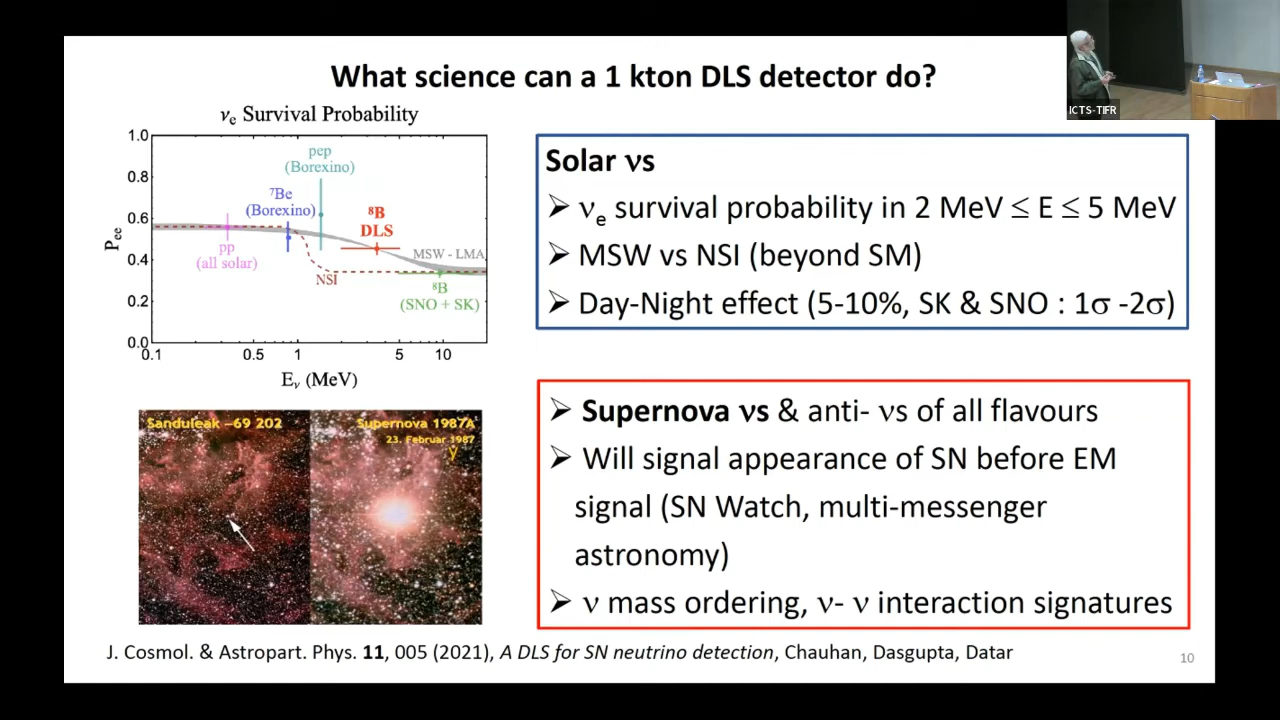 What science can a 1 kton DLS detector do?
νe Survival Probability
1.0
0.8
0.6
0.4
0.2
0.0
Pee
pep
(Borexino)
7Be
(Borexino)
8B
DLS
pp
(all solar)
MSW - LMA
NSI
8B
(SNO + SK)
0.1
0.5
1
5
10
Eν (MeV)
Solar νs
➢ νe survival probability in 2 MeV ≤ E ≤ 5 MeV
➢ MSW vs NSI (beyond SM)
➢ Day-Night effect (5-10%, SK & SNO : 1σ -2σ)
Sanduleak -69 202
Supernova 1987A
23. Februar 1987
y
➢ Supernova νs & anti- νs of all flavours
➢ Will signal appearance of SN before EM
signal (SN Watch, multi-messenger
astronomy)
➢ ν mass ordering, ν- ν interaction signatures
J. Cosmol. & Astropart. Phys. 11, 005 (2021), A DLS for SN neutrino detection, Chauhan, Dasgupta, Datar
10
ICTS-TIFR